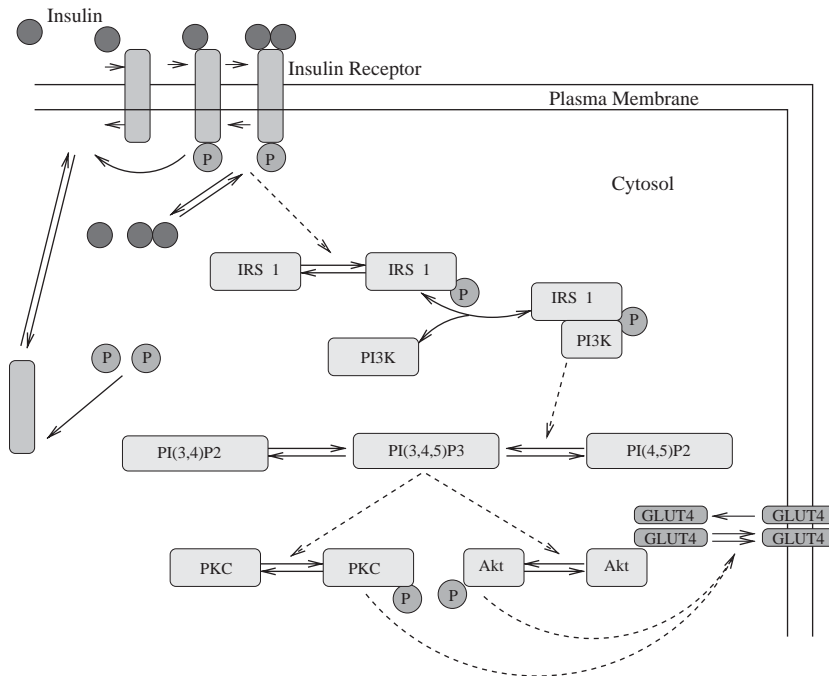 Insulin
Insulin Receptor
Plasma Membrane
P
P
Cytosol
IRS 1
IRS 1
P
IRS 1
P
PI3K
PI3K
P
P
PI(3,4)P2
PI(3,4,5)P3
PI(4,5)P2
GLUT4
GLUT4
GLUT4
GLUT4
PKC
PKC
P
Akt
P
Akt